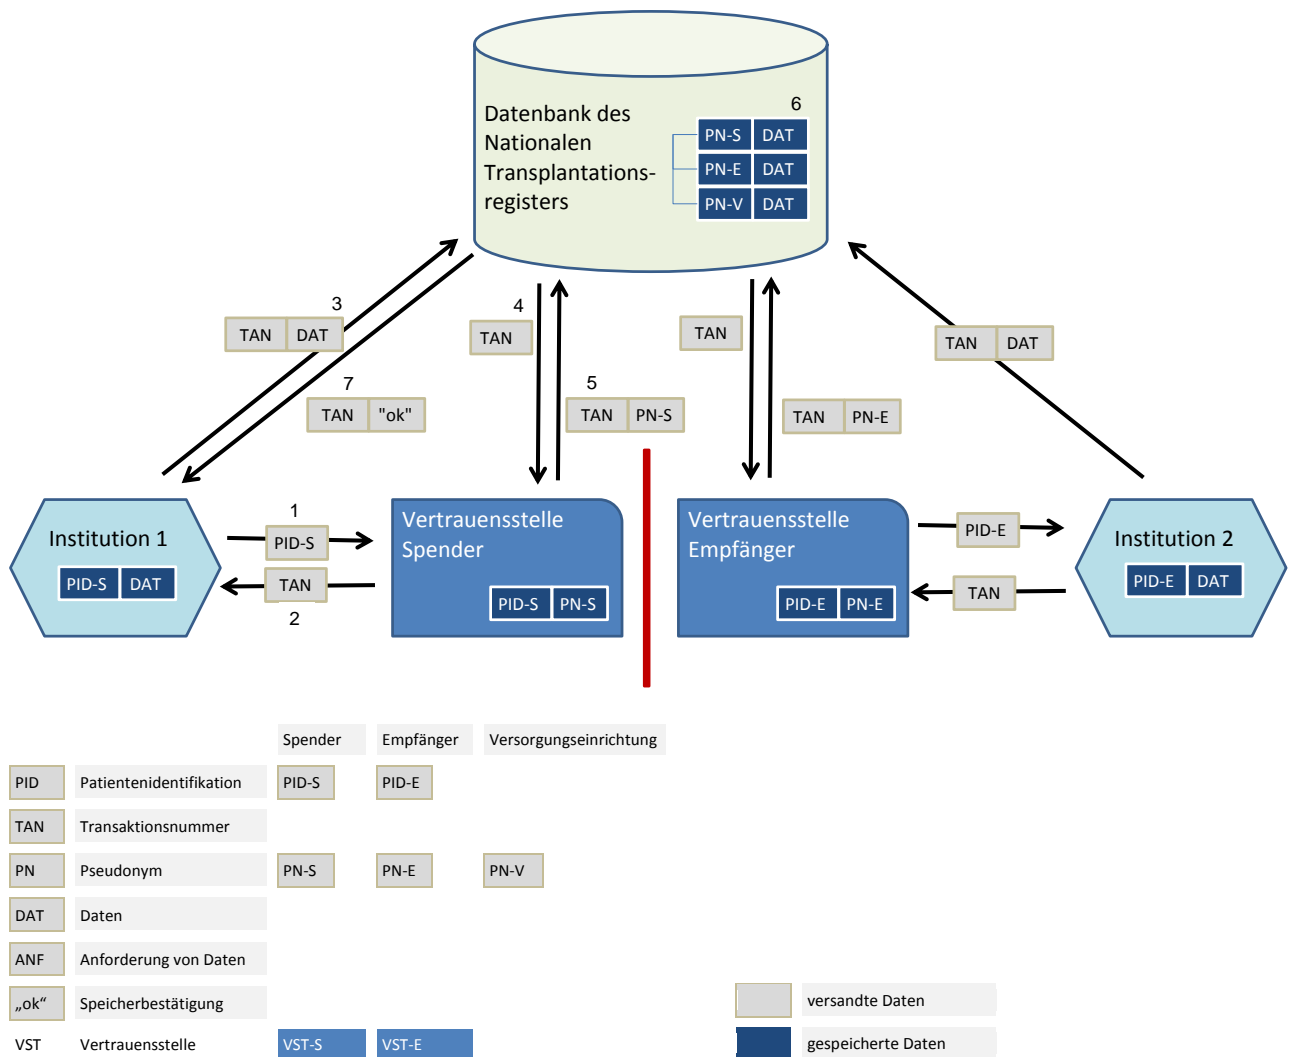 6
Datenbank des
Nationalen
Transplantations-
registers
PN-S DAT
PN-E DAT
PN-V DAT
3
TAN DAT
4
TAN
TAN
TAN DAT
7
TAN "ok"
5
TAN PN-S
TAN PN-E
Institution 1
PID-S DAT
1
PID-S
TAN
2
Vertrauensstelle
Spender
PID-S PN-S
Vertrauensstelle
Empfänger
PID-E PN-E
PID-E
TAN
Institution 2
PID-E DAT
Spender Empfänger Versorgungseinrichtung
PID Patientenidentifikation PID-S PID-E
TAN Transaktionsnummer
PN Pseudonym PN-S PN-E PN-V
DAT Daten
ANF Anforderung von Daten
„ok“ Speicherbestätigung
VST Vertrauensstelle VST-S VST-E
versandte Daten
gespeicherte Daten